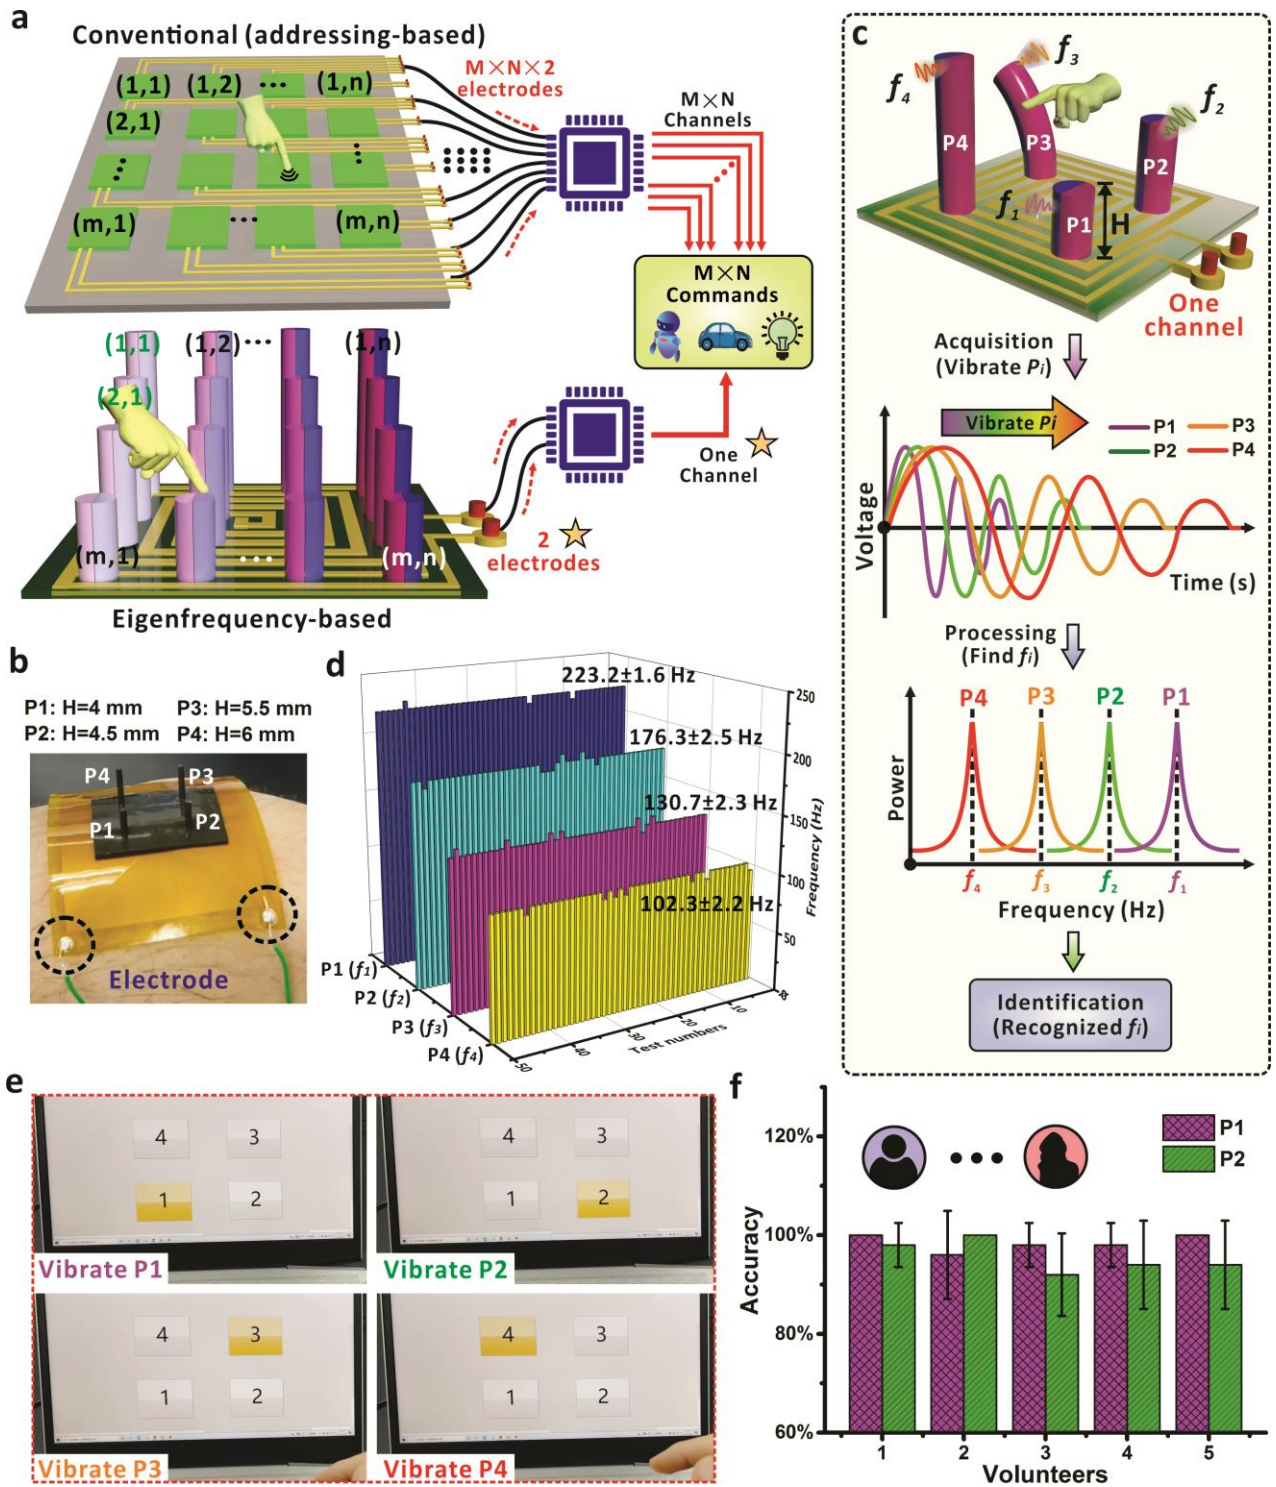 a
Conventional (addressing-based)
(1,1) (1,2) ••• (1,n)
(2,1)
(m,1) ••• (m,n)
M×N×2
electrodes
M×N
Channels
M×N
Commands
(1,1) (1,2) ••• (1,n)
(2,1)
(m,1) ••• (m,n)
One
Channel
2
electrodes
Eigenfrequency-based
b
P1: H=4 mm P3: H=5.5 mm
P2: H=4.5 mm P4: H=6 mm
P4 P3
P1 P2
Electrode
c
f4 f3 f2 f1
P4 P3 P2 P1 H
One
channel
Acquisition
(Vibrate Pi)
Vibrate Pi
P1 P3
P2 P4
Voltage
Time (s)
Processing
(Find fi)
P4 P3 P2 P1
Power
f4 f3 f2 f1
Frequency (Hz)
Identification
(Recognized fi)
d
223.2±1.6 Hz
176.3±2.5 Hz
130.7±2.3 Hz
102.3±2.2 Hz
250
200
150
100
50
Frequency (Hz)
P1 (f1)
P2 (f2)
P3 (f3)
P4 (f4)
50 40 30 20 10
Test numbers
e
4 3
1 2
Vibrate P1
4 3
1 2
Vibrate P2
4 3
1 2
Vibrate P3
4 3
1 2
Vibrate P4
f
P1
P2
120%
100%
80%
60%
Accuracy
1 2 3 4 5
Volunteers